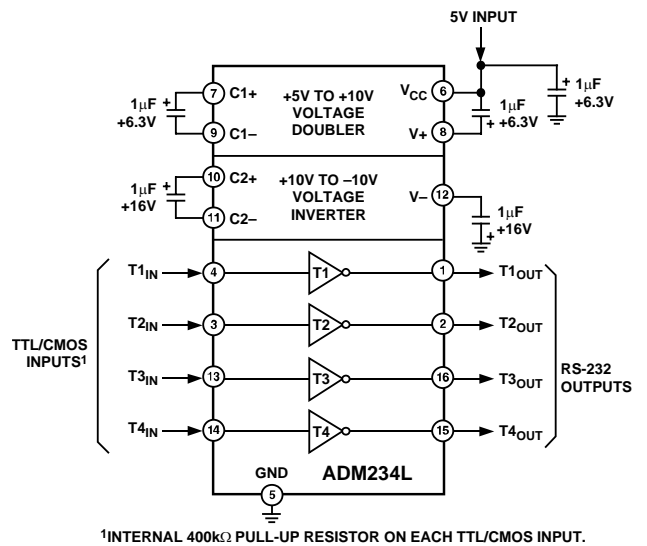 5V INPUT
7
C1+
+5V TO +10V
VOLTAGE
DOUBLER
VCC
6
1μF
+6.3V
+
9
C1–
V+
8
1μF
+6.3V
+
+
1μF
+6.3V
10
C2+
+10V TO –10V
VOLTAGE
INVERTER
1μF
+16V
+
11
C2–
V–
12
1μF
+16V
+
TTL/CMOS
INPUTS1
T1IN
4
T1
1
T1OUT
T2IN
3
T2
2
T2OUT
T3IN
13
T3
16
T3OUT
T4IN
14
T4
15
T4OUT
RS-232
OUTPUTS
GND
5
ADM234L
1INTERNAL 400kΩ PULL-UP RESISTOR ON EACH TTL/CMOS INPUT.